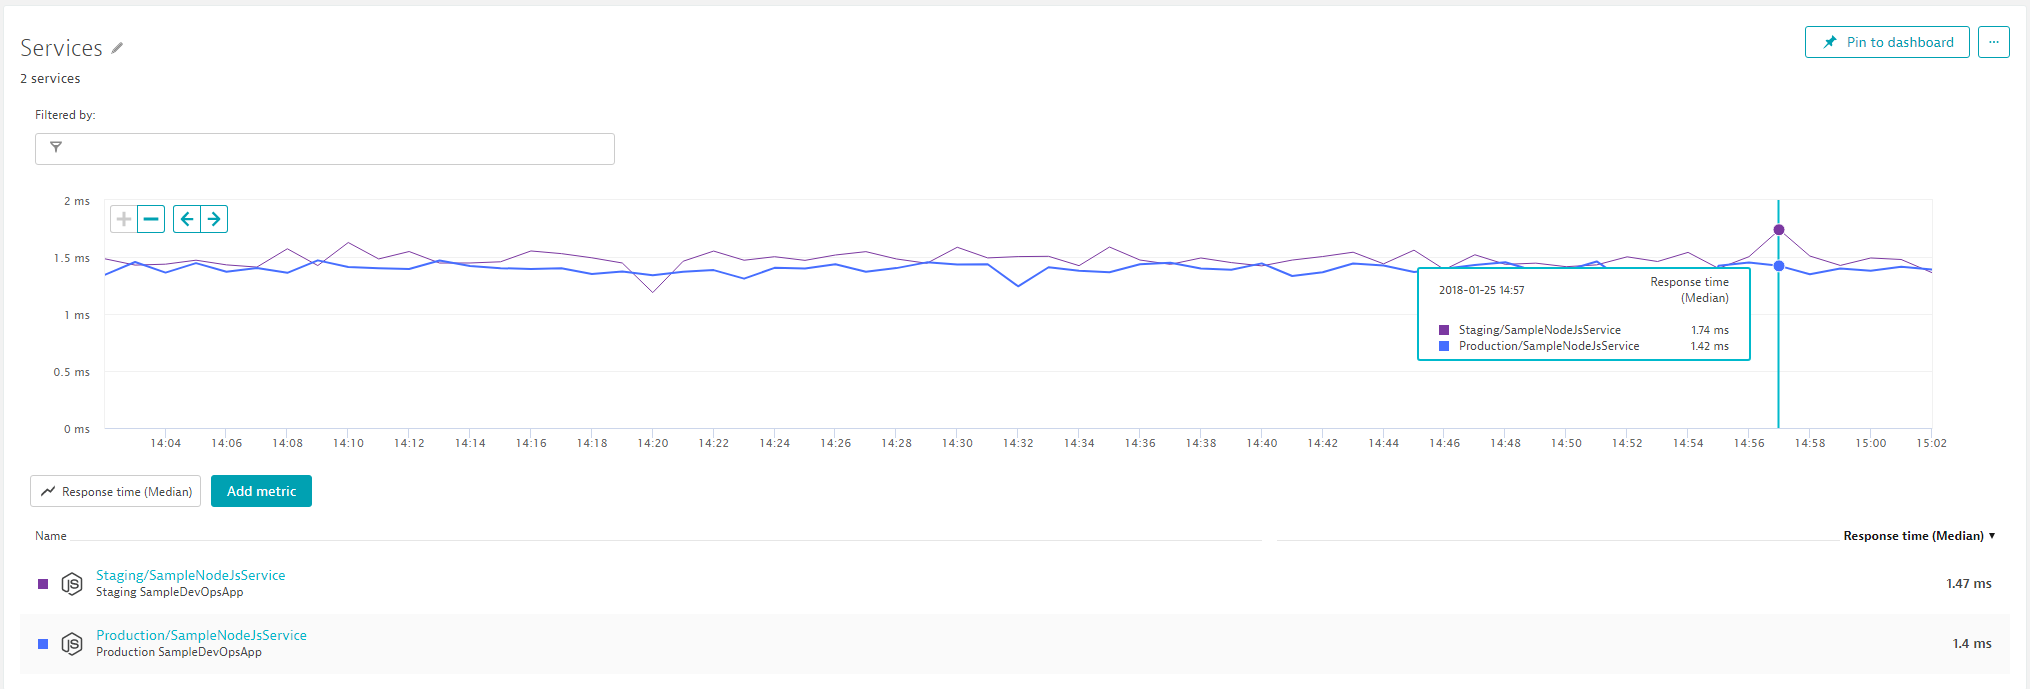 Services
Pin to dashboard
...
2 services
Filtered by:
2 ms
1.5 ms
1 ms
0.5 ms
0 ms
2018-01-25 14:57
Response time
(Median)
Staging/SampleNodeJsService 1.74 ms
Production/SampleNodeJsService 1.42 ms
14:04 14:06 14:08 14:10 14:12 14:14 14:16 14:18 14:20 14:22 14:24 14:26 14:28 14:30 14:32 14:34 14:36 14:38 14:40 14:42 14:44 14:46 14:48 14:50 14:52 14:54 14:56 14:58 15:00 15:02
Response time (Median) Add metric
Name Response time (Median) ▼
JS
Staging/SampleNodeJsService
Staging SampleDevOpsApp
1.47 ms
JS
Production/SampleNodeJsService
Production SampleDevOpsApp
1.4 ms